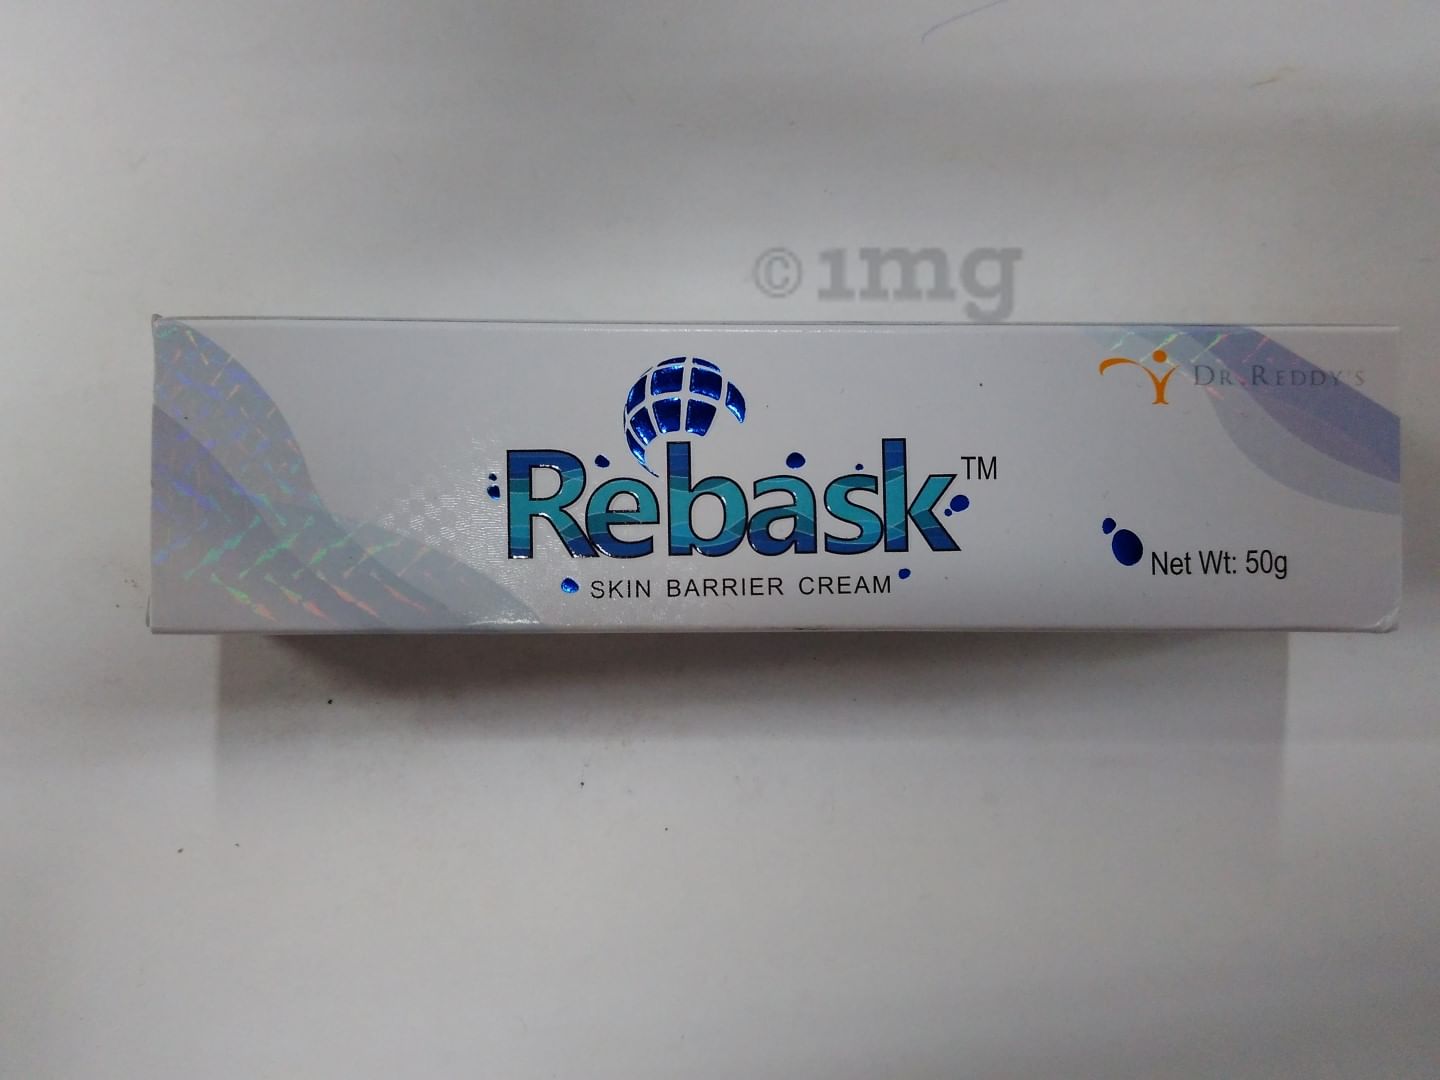 © 1mg
DR.REDDY'S
Rebask™
SKIN BARRIER CREAM
Net Wt: 50g